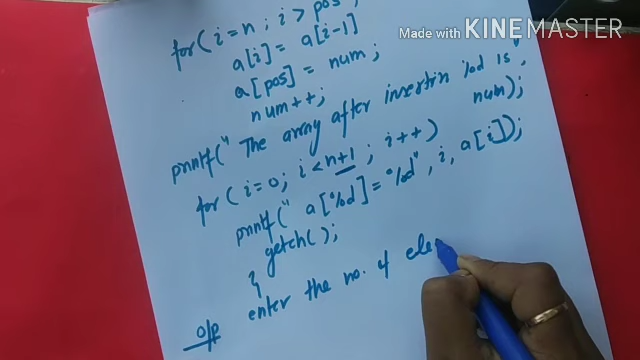 Made with KINEMASTER
for( i=n ; i > pos ;
a[i] = a[i-1]
a[pos] = num ;
num++;
printf(" The array after insertin %d is ",
num);
for( i=0; i<n+1 ; i++)
printf(" a[%d] = %d", i, a[i]);
getch( );
}
o/p enter the no. of ele